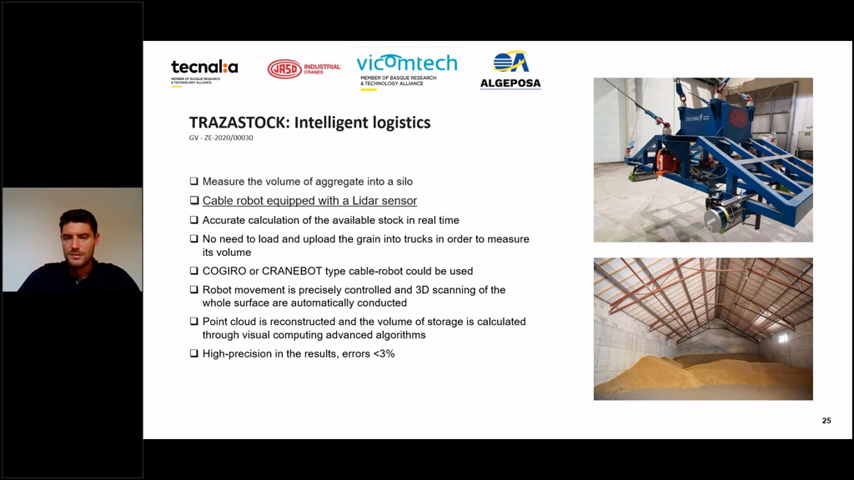 tecnal:a
MEMBER OF BASQUE RESEARCH
& TECHNOLOGY ALLIANCE
JASO INDUSTRIAL
CRANES
vicomtech
MEMBER OF BASQUE RESEARCH
& TECHNOLOGY ALLIANCE
ALGEPOSA
TRAZASTOCK: Intelligent logistics
GV - ZE-2020/00030
Measure the volume of aggregate into a silo
Cable robot equipped with a Lidar sensor
Accurate calculation of the available stock in real time
No need to load and upload the grain into trucks in order to measure
its volume
COGIRO or CRANEBOT type cable-robot could be used
Robot movement is precisely controlled and 3D scanning of the
whole surface are automatically conducted
Point cloud is reconstructed and the volume of storage is calculated
through visual computing advanced algorithms
High-precision in the results, errors <3%
25